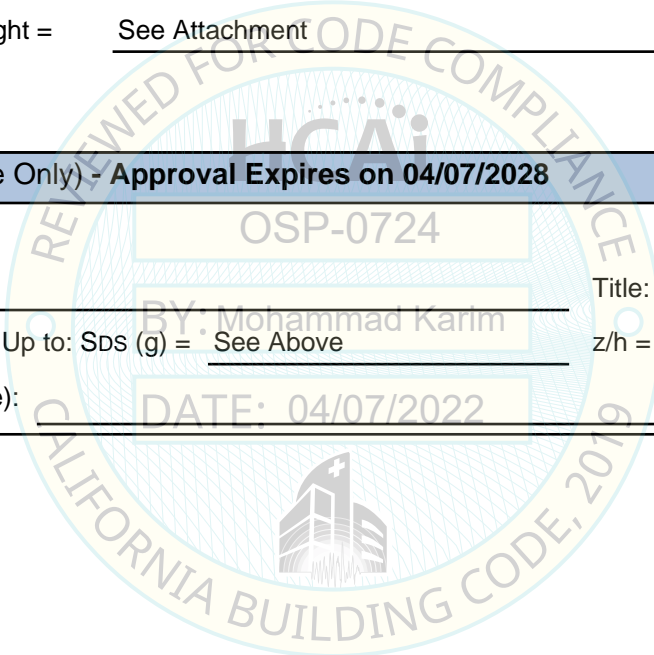 ght = See Attachment
REVIEWED FOR CODE COMPLIANCE
HCAi
e Only) - Approval Expires on 04/07/2028
OSP-0724
Title:
BY: Mohammad Karim
Up to: SDS (g) = See Above z/h =
e):
DATE: 04/07/2022
CALIFORNIA BUILDING CODE, 2019